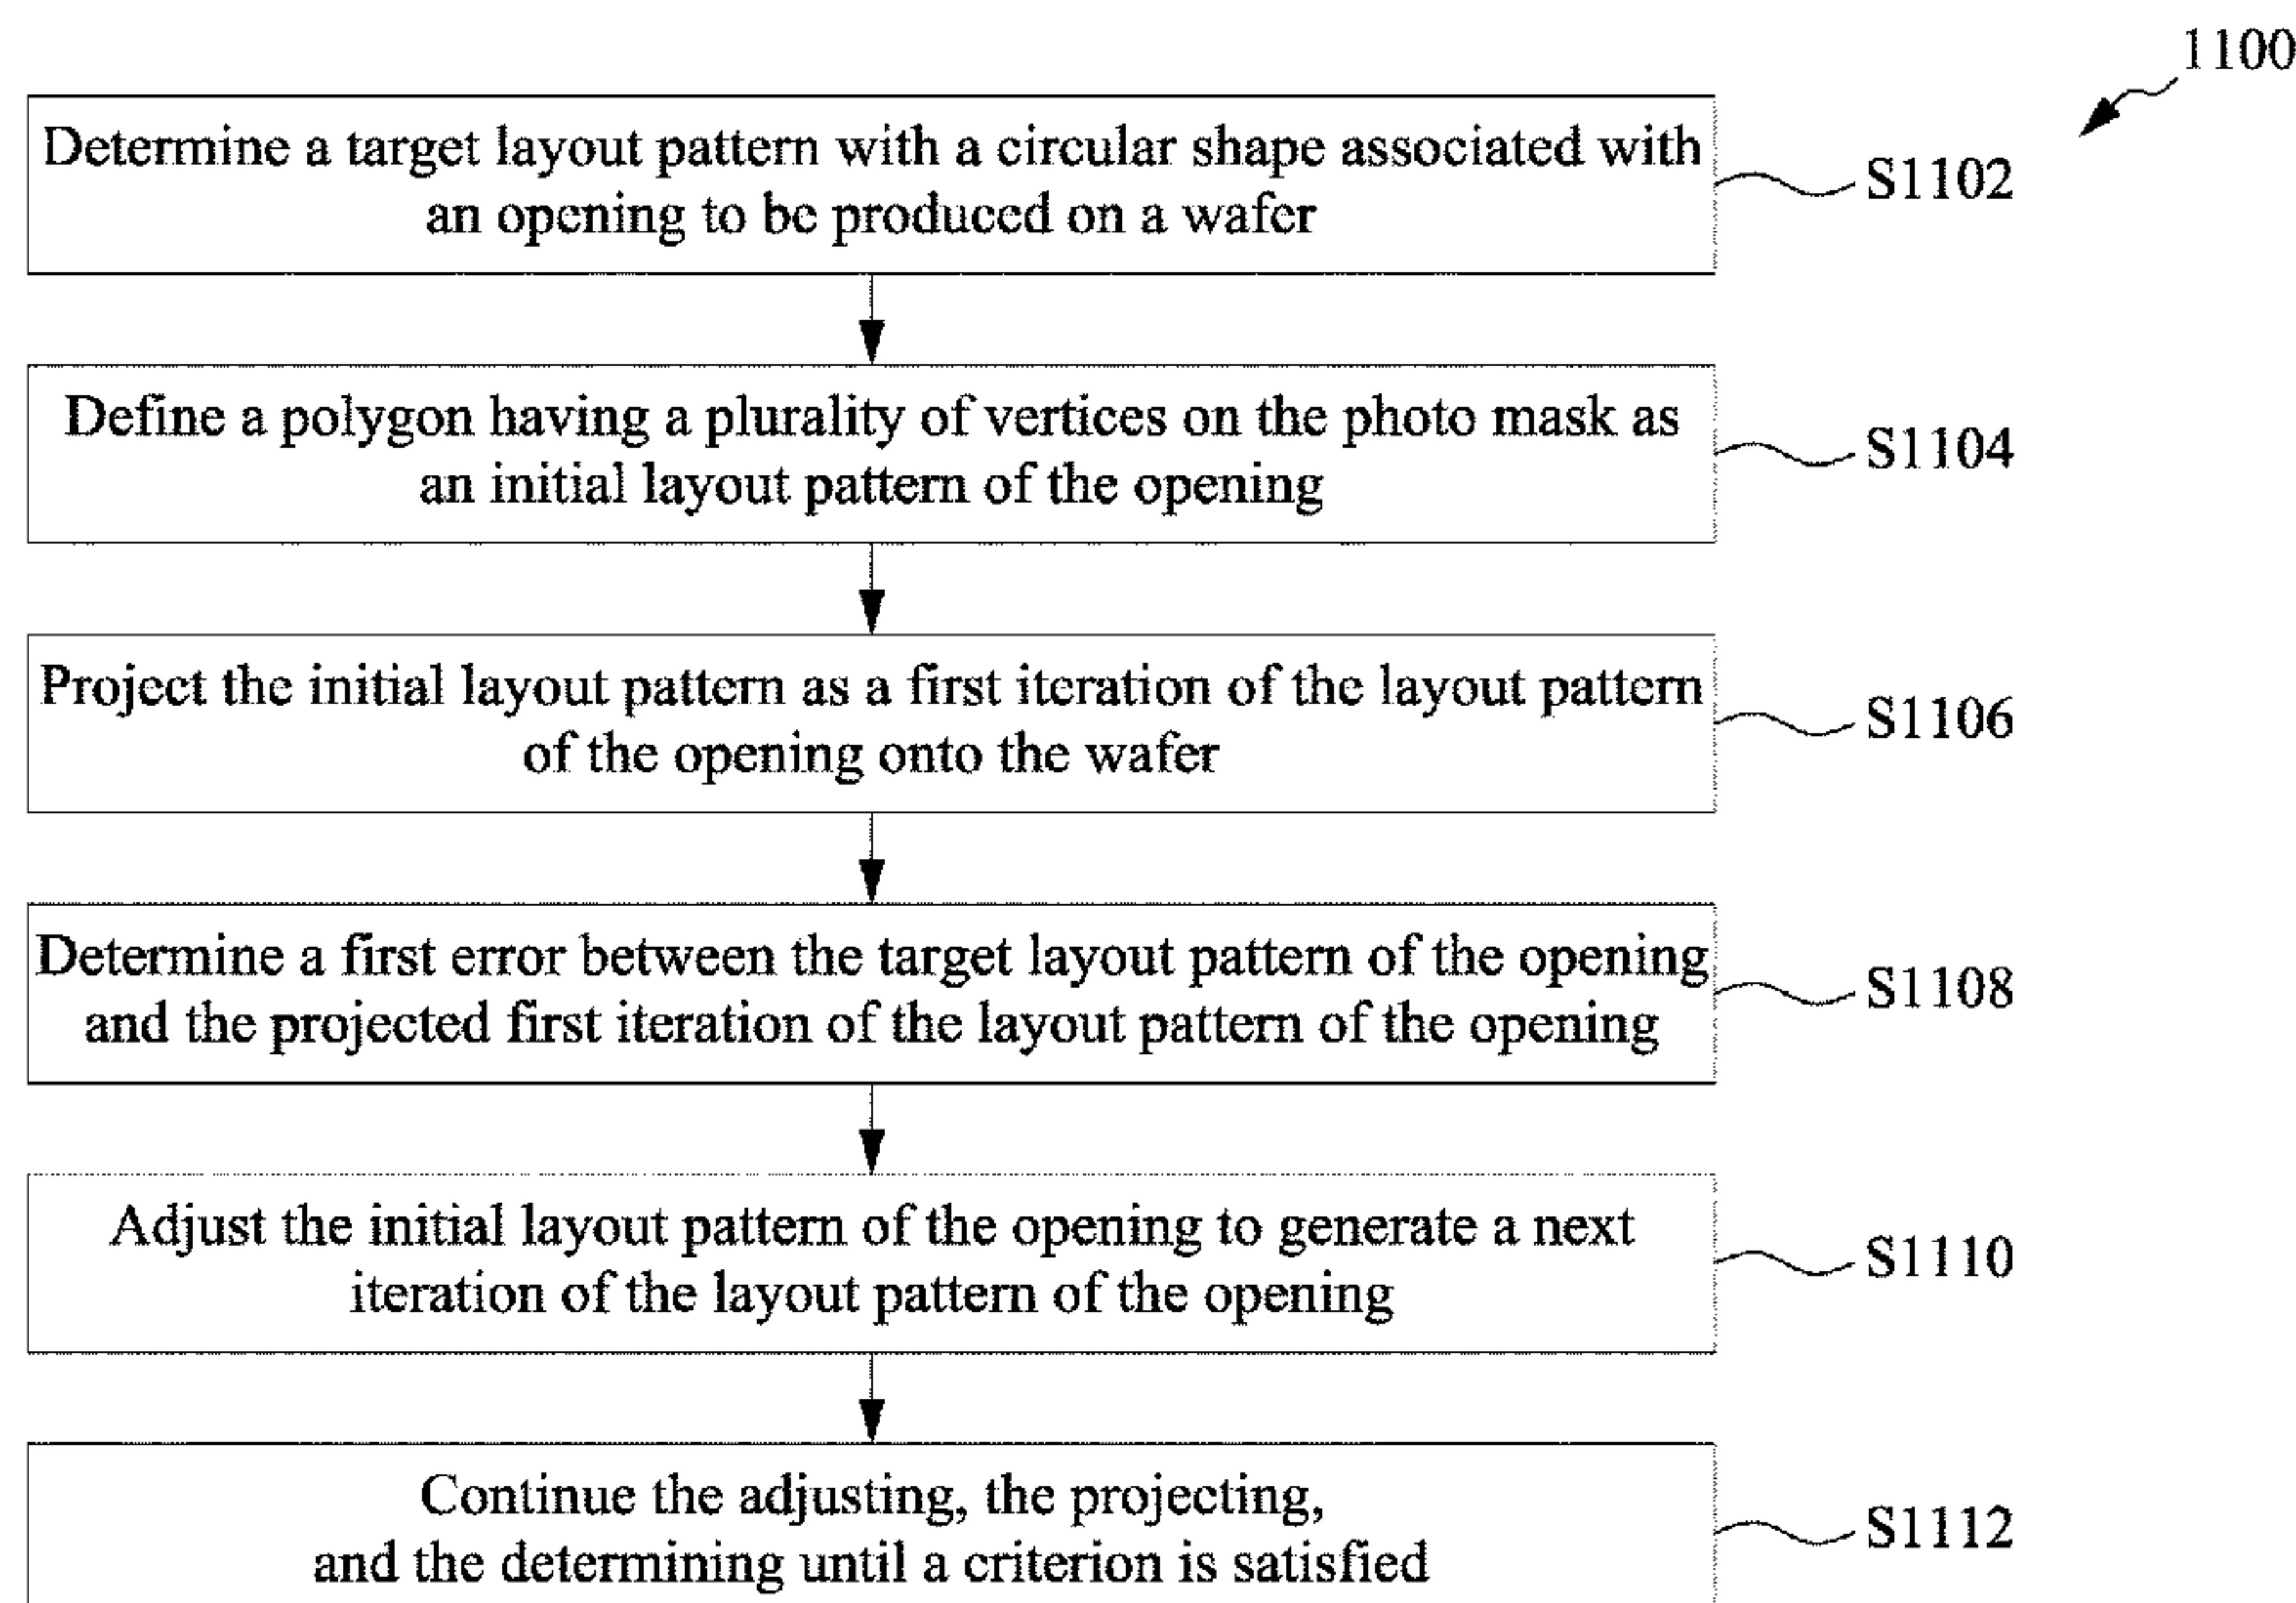 1100
Determine a target layout pattern with a circular shape associated with
an opening to be produced on a wafer
S1102
Define a polygon having a plurality of vertices on the photo mask as
an initial layout pattern of the opening
S1104
Project the initial layout pattern as a first iteration of the layout pattern
of the opening onto the wafer
S1106
Determine a first error between the target layout pattern of the opening
and the projected first iteration of the layout pattern of the opening
S1108
Adjust the initial layout pattern of the opening to generate a next
iteration of the layout pattern of the opening
S1110
Continue the adjusting, the projecting,
and the determining until a criterion is satisfied
S1112